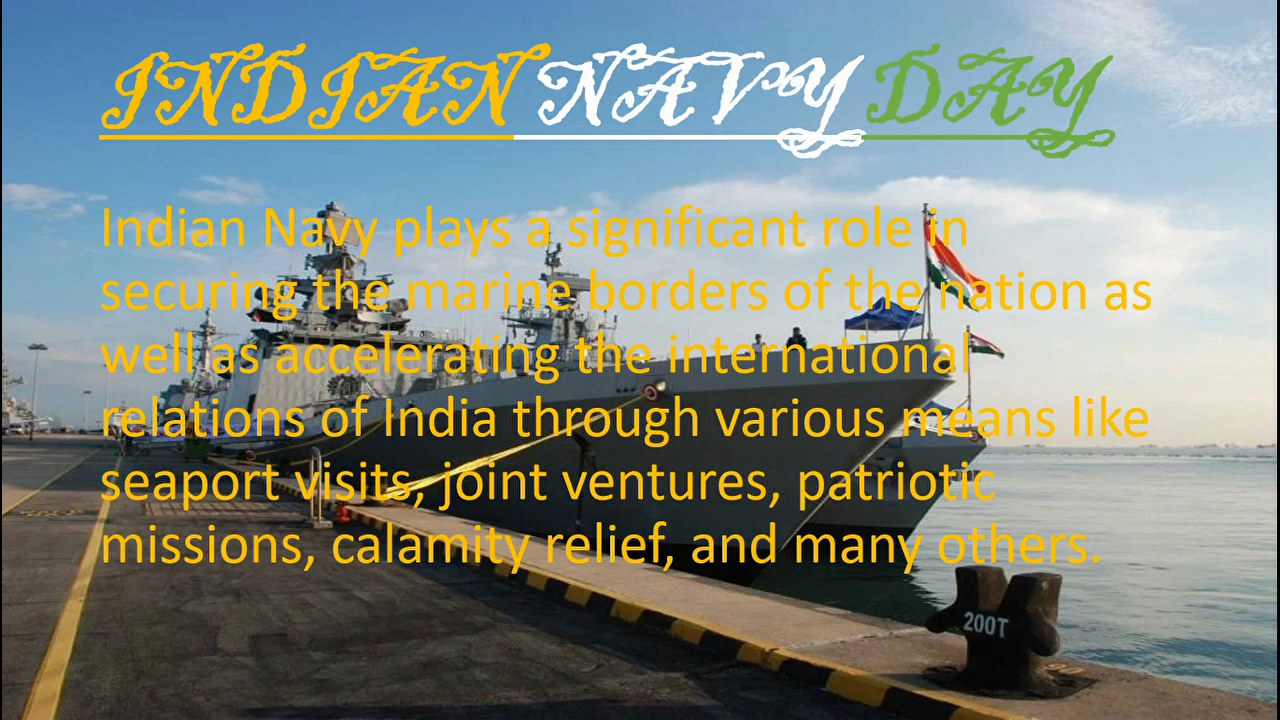 INDIAN NAVY DAY
Indian Navy plays a significant role in
securing the marine borders of the nation as
well as accelerating the international
relations of India through various means like
seaport visits, joint ventures, patriotic
missions, calamity relief, and many others.
200T